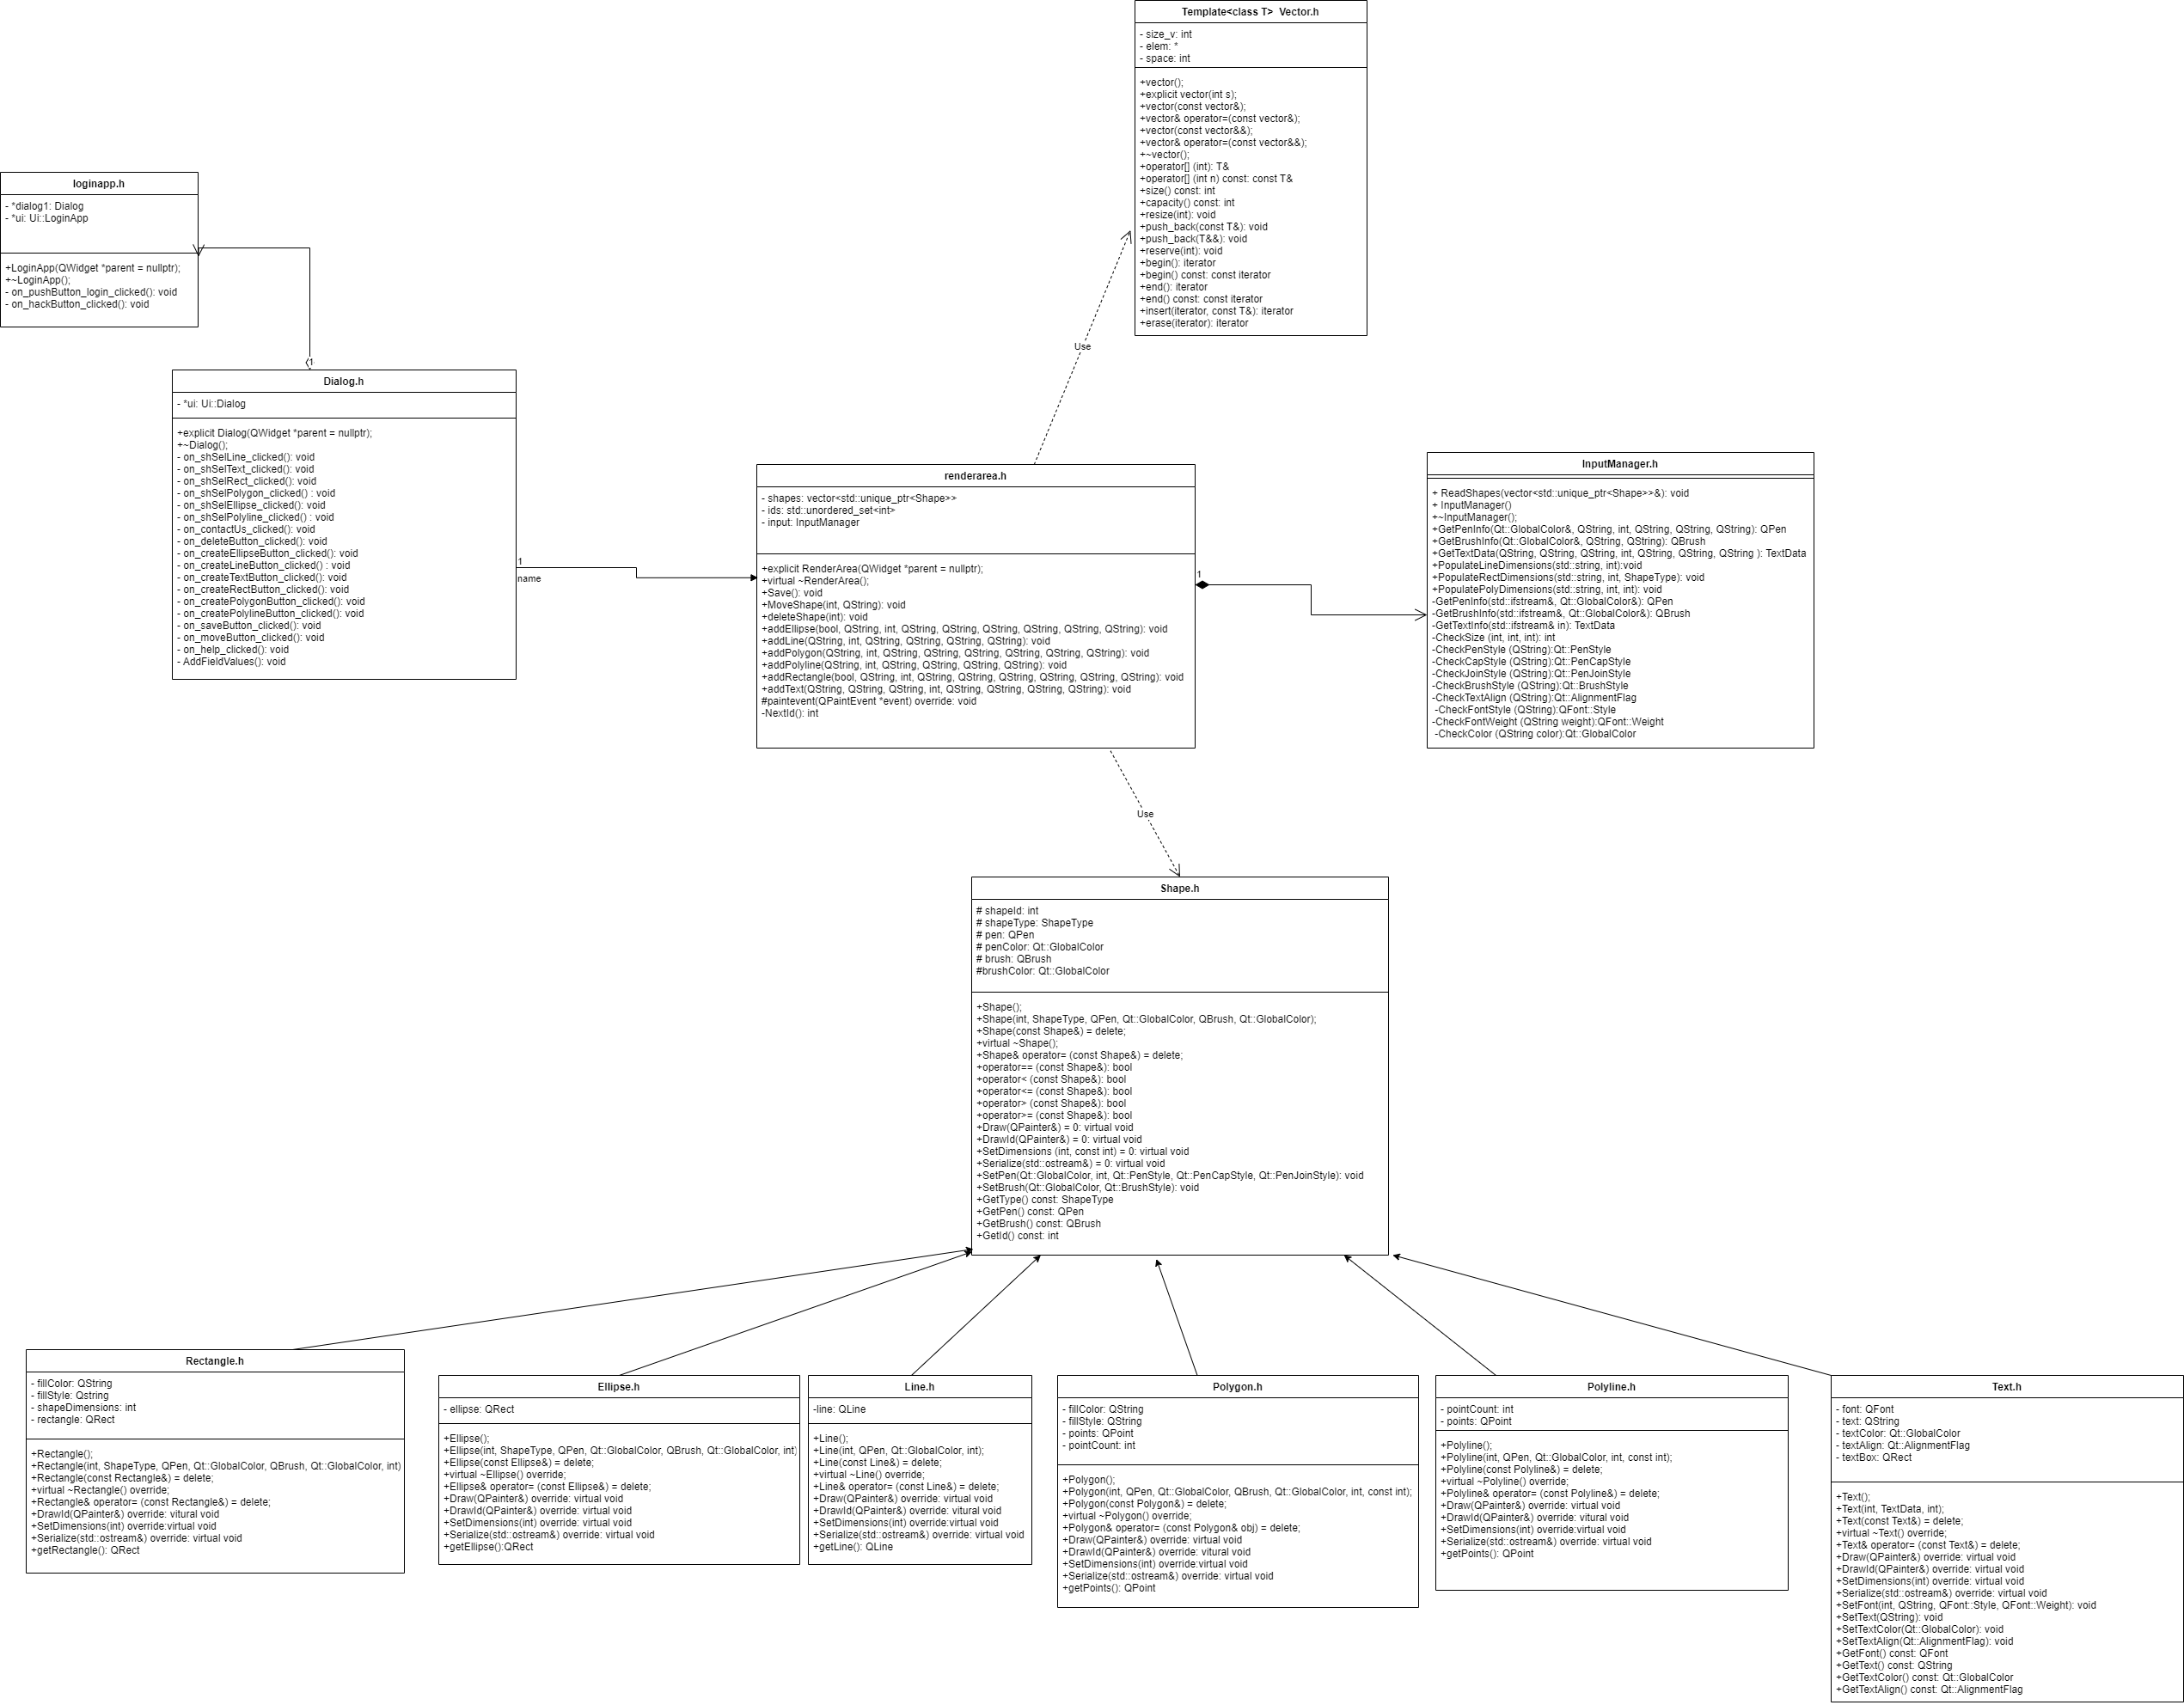 Template<class T>  Vector.h
- size_v: int
- elem: *
- space: int
+vector();
+explicit vector(int s);
+vector(const vector&);
+vector& operator=(const vector&);
+vector(const vector&&);
+vector& operator=(const vector&&);
+~vector();
+operator[] (int): T&
+operator[] (int n) const: const T&
+size() const: int
+capacity() const: int
+resize(int): void
+push_back(const T&): void
+push_back(T&&): void
+reserve(int): void
+begin(): iterator
+begin() const: const iterator
+end(): iterator
+end() const: const iterator
+insert(iterator, const T&): iterator
+erase(iterator): iterator
loginapp.h
- *dialog1: Dialog
- *ui: Ui::LoginApp
+LoginApp(QWidget *parent = nullptr);
+~LoginApp();
- on_pushButton_login_clicked(): void
- on_hackButton_clicked(): void
1
Use
Dialog.h
- *ui: Ui::Dialog
+explicit Dialog(QWidget *parent = nullptr);
+~Dialog();
- on_shSelLine_clicked(): void
- on_shSelText_clicked(): void
- on_shSelRect_clicked(): void
- on_shSelPolygon_clicked() : void
- on_shSelEllipse_clicked(): void
- on_shSelPolyline_clicked() : void
- on_contactUs_clicked(): void
- on_deleteButton_clicked(): void
- on_createEllipseButton_clicked(): void
- on_createLineButton_clicked() : void
- on_createTextButton_clicked(): void
- on_createRectButton_clicked(): void
- on_createPolygonButton_clicked(): void
- on_createPolylineButton_clicked(): void
- on_saveButton_clicked(): void
- on_moveButton_clicked(): void
- on_help_clicked(): void
- AddFieldValues(): void
1
name
renderarea.h
- shapes: vector<std::unique_ptr<Shape>>
- ids: std::unordered_set<int>
- input: InputManager
+explicit RenderArea(QWidget *parent = nullptr);
+virtual ~RenderArea();
+Save(): void
+MoveShape(int, QString): void
+deleteShape(int): void
+addEllipse(bool, QString, int, QString, QString, QString, QString, QString, QString): void
+addLine(QString, int, QString, QString, QString, QString): void
+addPolygon(QString, int, QString, QString, QString, QString, QString, QString): void
+addPolyline(QString, int, QString, QString, QString, QString): void
+addRectangle(bool, QString, int, QString, QString, QString, QString, QString, QString): void
+addText(QString, QString, QString, int, QString, QString, QString, QString): void
#paintevent(QPaintEvent *event) override: void
-NextId(): int
1
InputManager.h
+ ReadShapes(vector<std::unique_ptr<Shape>>&): void
+ InputManager()
+~InputManager();
+GetPenInfo(Qt::GlobalColor&, QString, int, QString, QString, QString): QPen
+GetBrushInfo(Qt::GlobalColor&, QString, QString): QBrush
+GetTextData(QString, QString, QString, int, QString, QString, QString ): TextData
+PopulateLineDimensions(std::string, int):void
+PopulateRectDimensions(std::string, int, ShapeType): void
+PopulatePolyDimensions(std::string, int, int): void
-GetPenInfo(std::ifstream&, Qt::GlobalColor&): QPen
-GetBrushInfo(std::ifstream&, Qt::GlobalColor&): QBrush
-GetTextInfo(std::ifstream& in): TextData
-CheckSize (int, int, int): int
-CheckPenStyle (QString):Qt::PenStyle
-CheckCapStyle (QString):Qt::PenCapStyle
-CheckJoinStyle (QString):Qt::PenJoinStyle
-CheckBrushStyle (QString):Qt::BrushStyle
-CheckTextAlign (QString):Qt::AlignmentFlag
-CheckFontStyle (QString):QFont::Style
-CheckFontWeight (QString weight):QFont::Weight
-CheckColor (QString color):Qt::GlobalColor
Use
Shape.h
# shapeId: int
# shapeType: ShapeType
# pen: QPen
# penColor: Qt::GlobalColor
# brush: QBrush
#brushColor: Qt::GlobalColor
+Shape();
+Shape(int, ShapeType, QPen, Qt::GlobalColor, QBrush, Qt::GlobalColor);
+Shape(const Shape&) = delete;
+virtual ~Shape();
+Shape& operator= (const Shape&) = delete;
+operator== (const Shape&): bool
+operator< (const Shape&): bool
+operator<= (const Shape&): bool
+operator> (const Shape&): bool
+operator>= (const Shape&): bool
+Draw(QPainter&) = 0: virtual void
+DrawId(QPainter&) = 0: virtual void
+SetDimensions (int, const int) = 0: virtual void
+Serialize(std::ostream&) = 0: virtual void
+SetPen(Qt::GlobalColor, int, Qt::PenStyle, Qt::PenCapStyle, Qt::PenJoinStyle): void
+SetBrush(Qt::GlobalColor, Qt::BrushStyle): void
+GetType() const: ShapeType
+GetPen() const: QPen
+GetBrush() const: QBrush
+GetId() const: int
Rectangle.h
- fillColor: QString
- fillStyle: Qstring
- shapeDimensions: int
- rectangle: QRect
+Rectangle();
+Rectangle(int, ShapeType, QPen, Qt::GlobalColor, QBrush, Qt::GlobalColor, int)
+Rectangle(const Rectangle&) = delete;
+virtual ~Rectangle() override;
+Rectangle& operator= (const Rectangle&) = delete;
+DrawId(QPainter&) override: vitural void
+SetDimensions(int) override:virtual void
+Serialize(std::ostream&) override: virtual void
+getRectangle(): QRect
Ellipse.h
- ellipse: QRect
+Ellipse();
+Ellipse(int, ShapeType, QPen, Qt::GlobalColor, QBrush, Qt::GlobalColor, int)
+Ellipse(const Ellipse&) = delete;
+virtual ~Ellipse() override;
+Ellipse& operator= (const Ellipse&) = delete;
+Draw(QPainter&) override: virtual void
+DrawId(QPainter&) override: vitural void
+SetDimensions(int) override: virtual void
+Serialize(std::ostream&) override: virtual void
+getEllipse():QRect
Line.h
-line: QLine
+Line();
+Line(int, QPen, Qt::GlobalColor, int);
+Line(const Line&) = delete;
+virtual ~Line() override;
+Line& operator= (const Line&) = delete;
+Draw(QPainter&) override: virtual void
+DrawId(QPainter&) override: vitural void
+SetDimensions(int) override: virtual void
+Serialize(std::ostream&) override: virtual void
+getLine(): QLine
Polygon.h
- fillColor: QString
- fillStyle: QString
- points: QPoint
- pointCount: int
+Polygon();
+Polygon(int, QPen, Qt::GlobalColor, QBrush, Qt::GlobalColor, int, const int);
+Polygon(const Polygon&) = delete;
+virtual ~Polygon() override;
+Polygon& operator= (const Polygon& obj) = delete;
+Draw(QPainter&) override: virtual void
+DrawId(QPainter&) override: vitural void
+SetDimensions(int) override:virtual void
+Serialize(std::ostream&) override: virtual void
+getPoints(): QPoint
Polyline.h
- pointCount: int
- points: QPoint
+Polyline();
+Polyline(int, QPen, Qt::GlobalColor, int, const int);
+Polyline(const Polyline&) = delete;
+virtual ~Polyline() override;
+Polyline& operator= (const Polyline&) = delete;
+Draw(QPainter&) override: virtual void
+DrawId(QPainter&) override: vitural void
+SetDimensions(int) override:virtual void
+Serialize(std::ostream&) override: virtual void
+getPoints(): QPoint
Text.h
- font: QFont
- text: QString
- textColor: Qt::GlobalColor
- textAlign: Qt::AlignmentFlag
- textBox: QRect
+Text();
+Text(int, TextData, int);
+Text(const Text&) = delete;
+virtual ~Text() override;
+Text& operator= (const Text&) = delete;
+Draw(QPainter&) override: virtual void
+DrawId(QPainter&) override: virtual void
+SetDimensions(int) override: virtual void
+Serialize(std::ostream&) override: virtual void
+SetFont(int, QString, QFont::Style, QFont::Weight): void
+SetText(QString): void
+SetTextColor(Qt::GlobalColor): void
+SetTextAlign(Qt::AlignmentFlag): void
+GetFont() const: QFont
+GetText() const: QString
+GetTextColor() const: Qt::GlobalColor
+GetTextAlign() const: Qt::AlignmentFlag